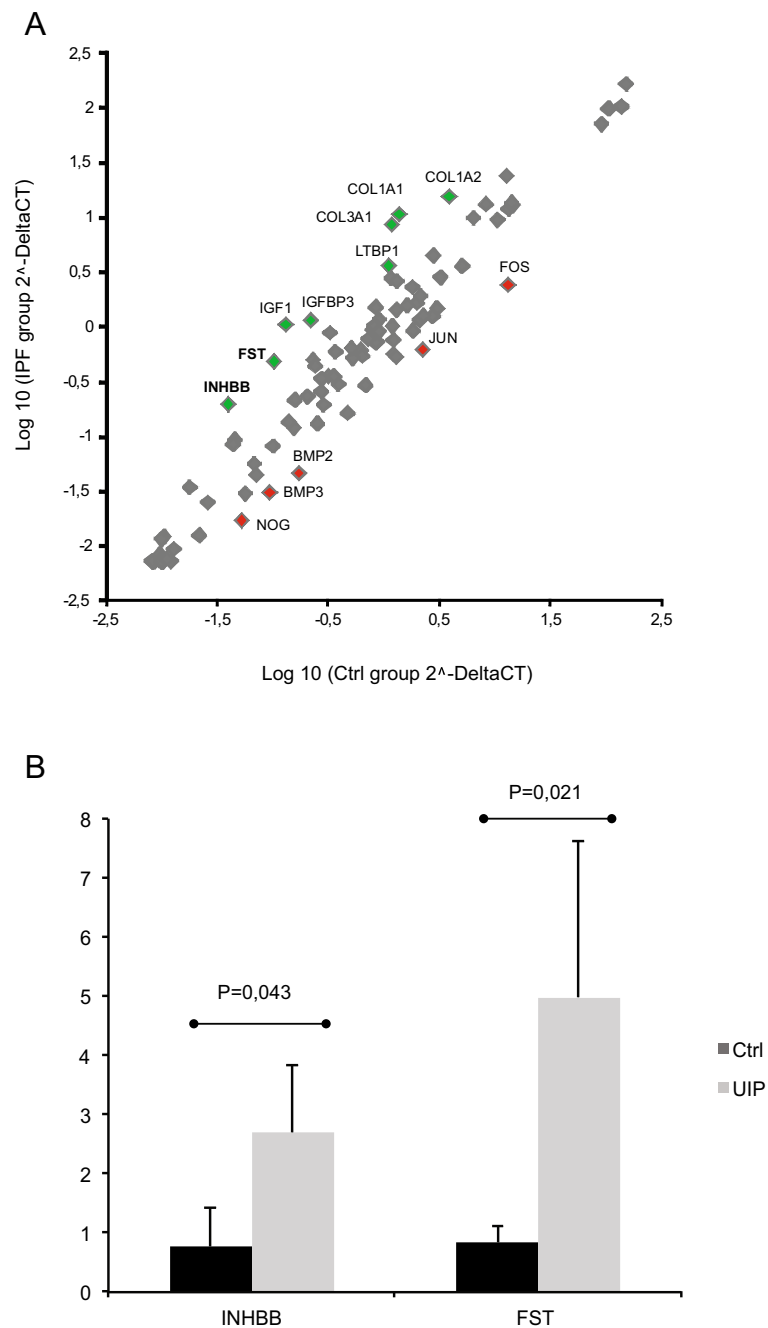 A
2,5
2
1,5
1
0,5
0
-0,5
-1
-1,5
-2
-2,5
Log 10 (IPF group 2^-DeltaCT)
COL1A2
COL1A1
COL3A1
LTBP1
FOS
IGF1 IGFBP3
JUN
FST
INHBB
BMP2
BMP3
NOG
-2,5 -1,5 -0,5 0,5 1,5 2,5
Log 10 (Ctrl group 2^-DeltaCT)
B
P=0,021
8
7
6
5
4
3
2
1
0
P=0,043
Ctrl
UIP
INHBB FST